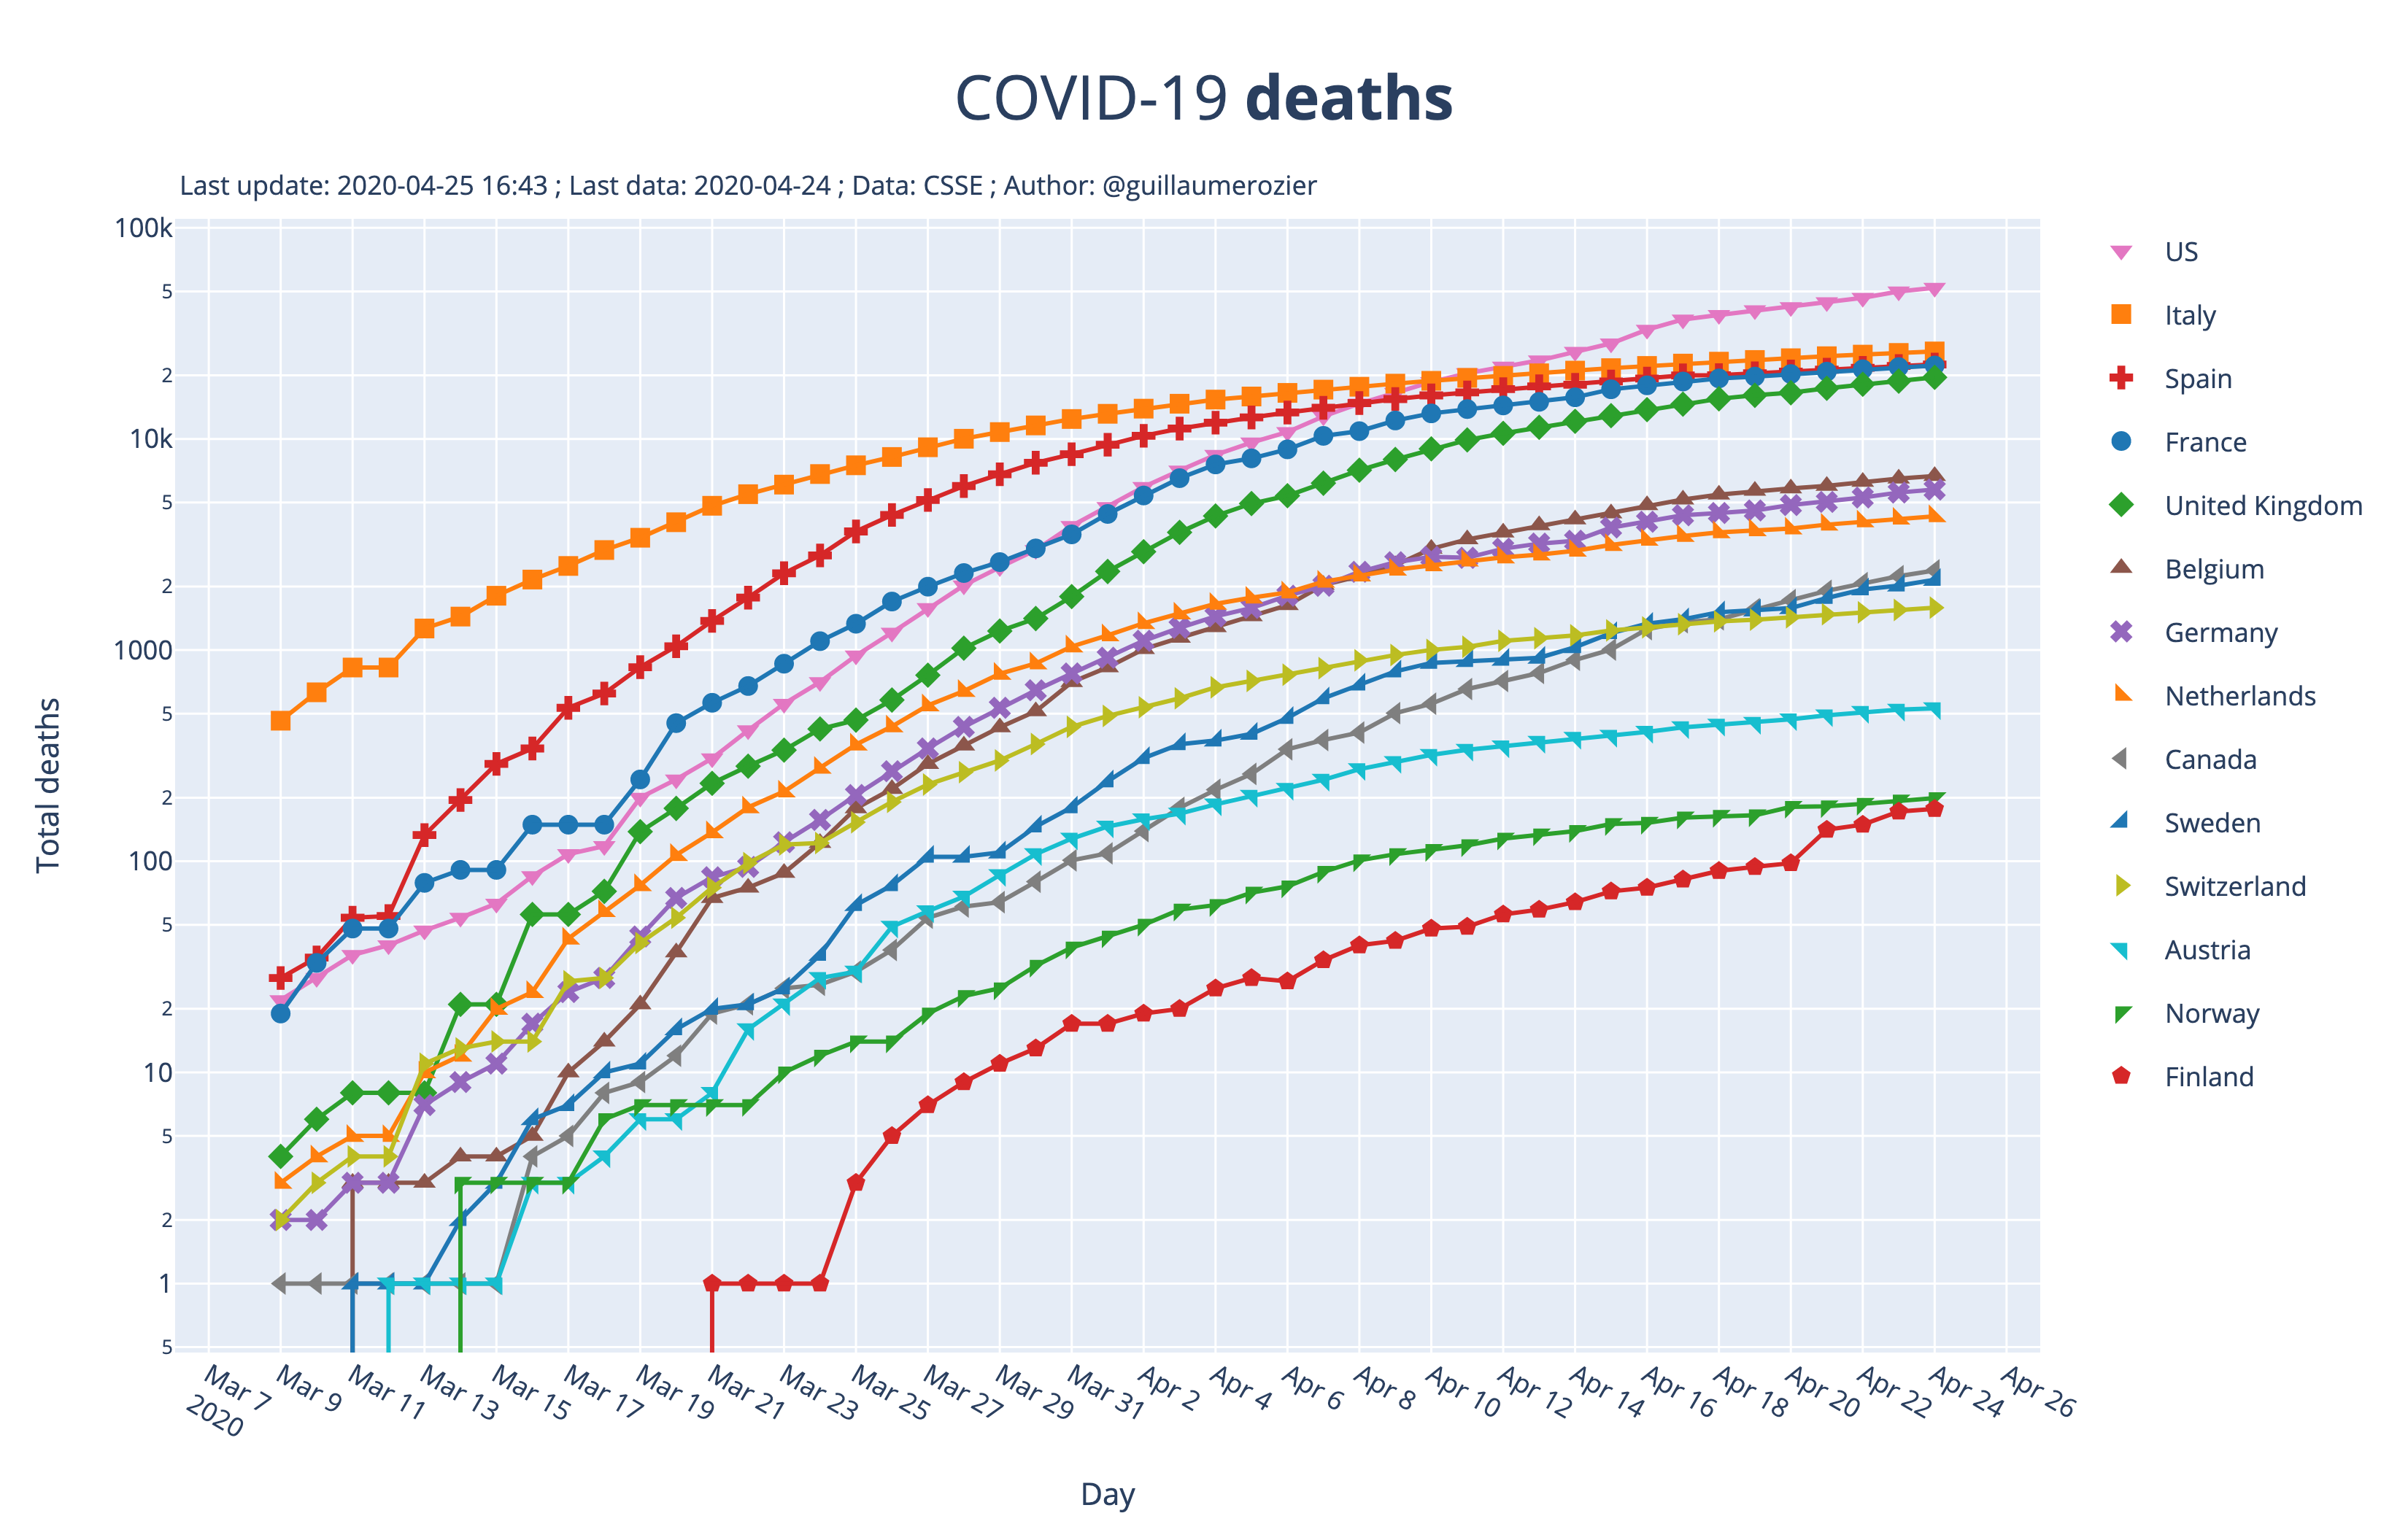 COVID-19 deaths
Last update: 2020-04-25 16:43 ; Last data: 2020-04-24 ; Data: CSSE ; Author: @guillaumerozier
100k
5
2
10k
5
2
1000
5
2
100
5
2
10
5
2
1
5
Total deaths
Mar 7
2020
Mar 9
Mar 11
Mar 13
Mar 15
Mar 17
Mar 19
Mar 21
Mar 23
Mar 25
Mar 27
Mar 29
Mar 31
Apr 2
Apr 4
Apr 6
Apr 8
Apr 10
Apr 12
Apr 14
Apr 16
Apr 18
Apr 20
Apr 22
Apr 24
Apr 26
Day
US
Italy
Spain
France
United Kingdom
Belgium
Germany
Netherlands
Canada
Sweden
Switzerland
Austria
Norway
Finland